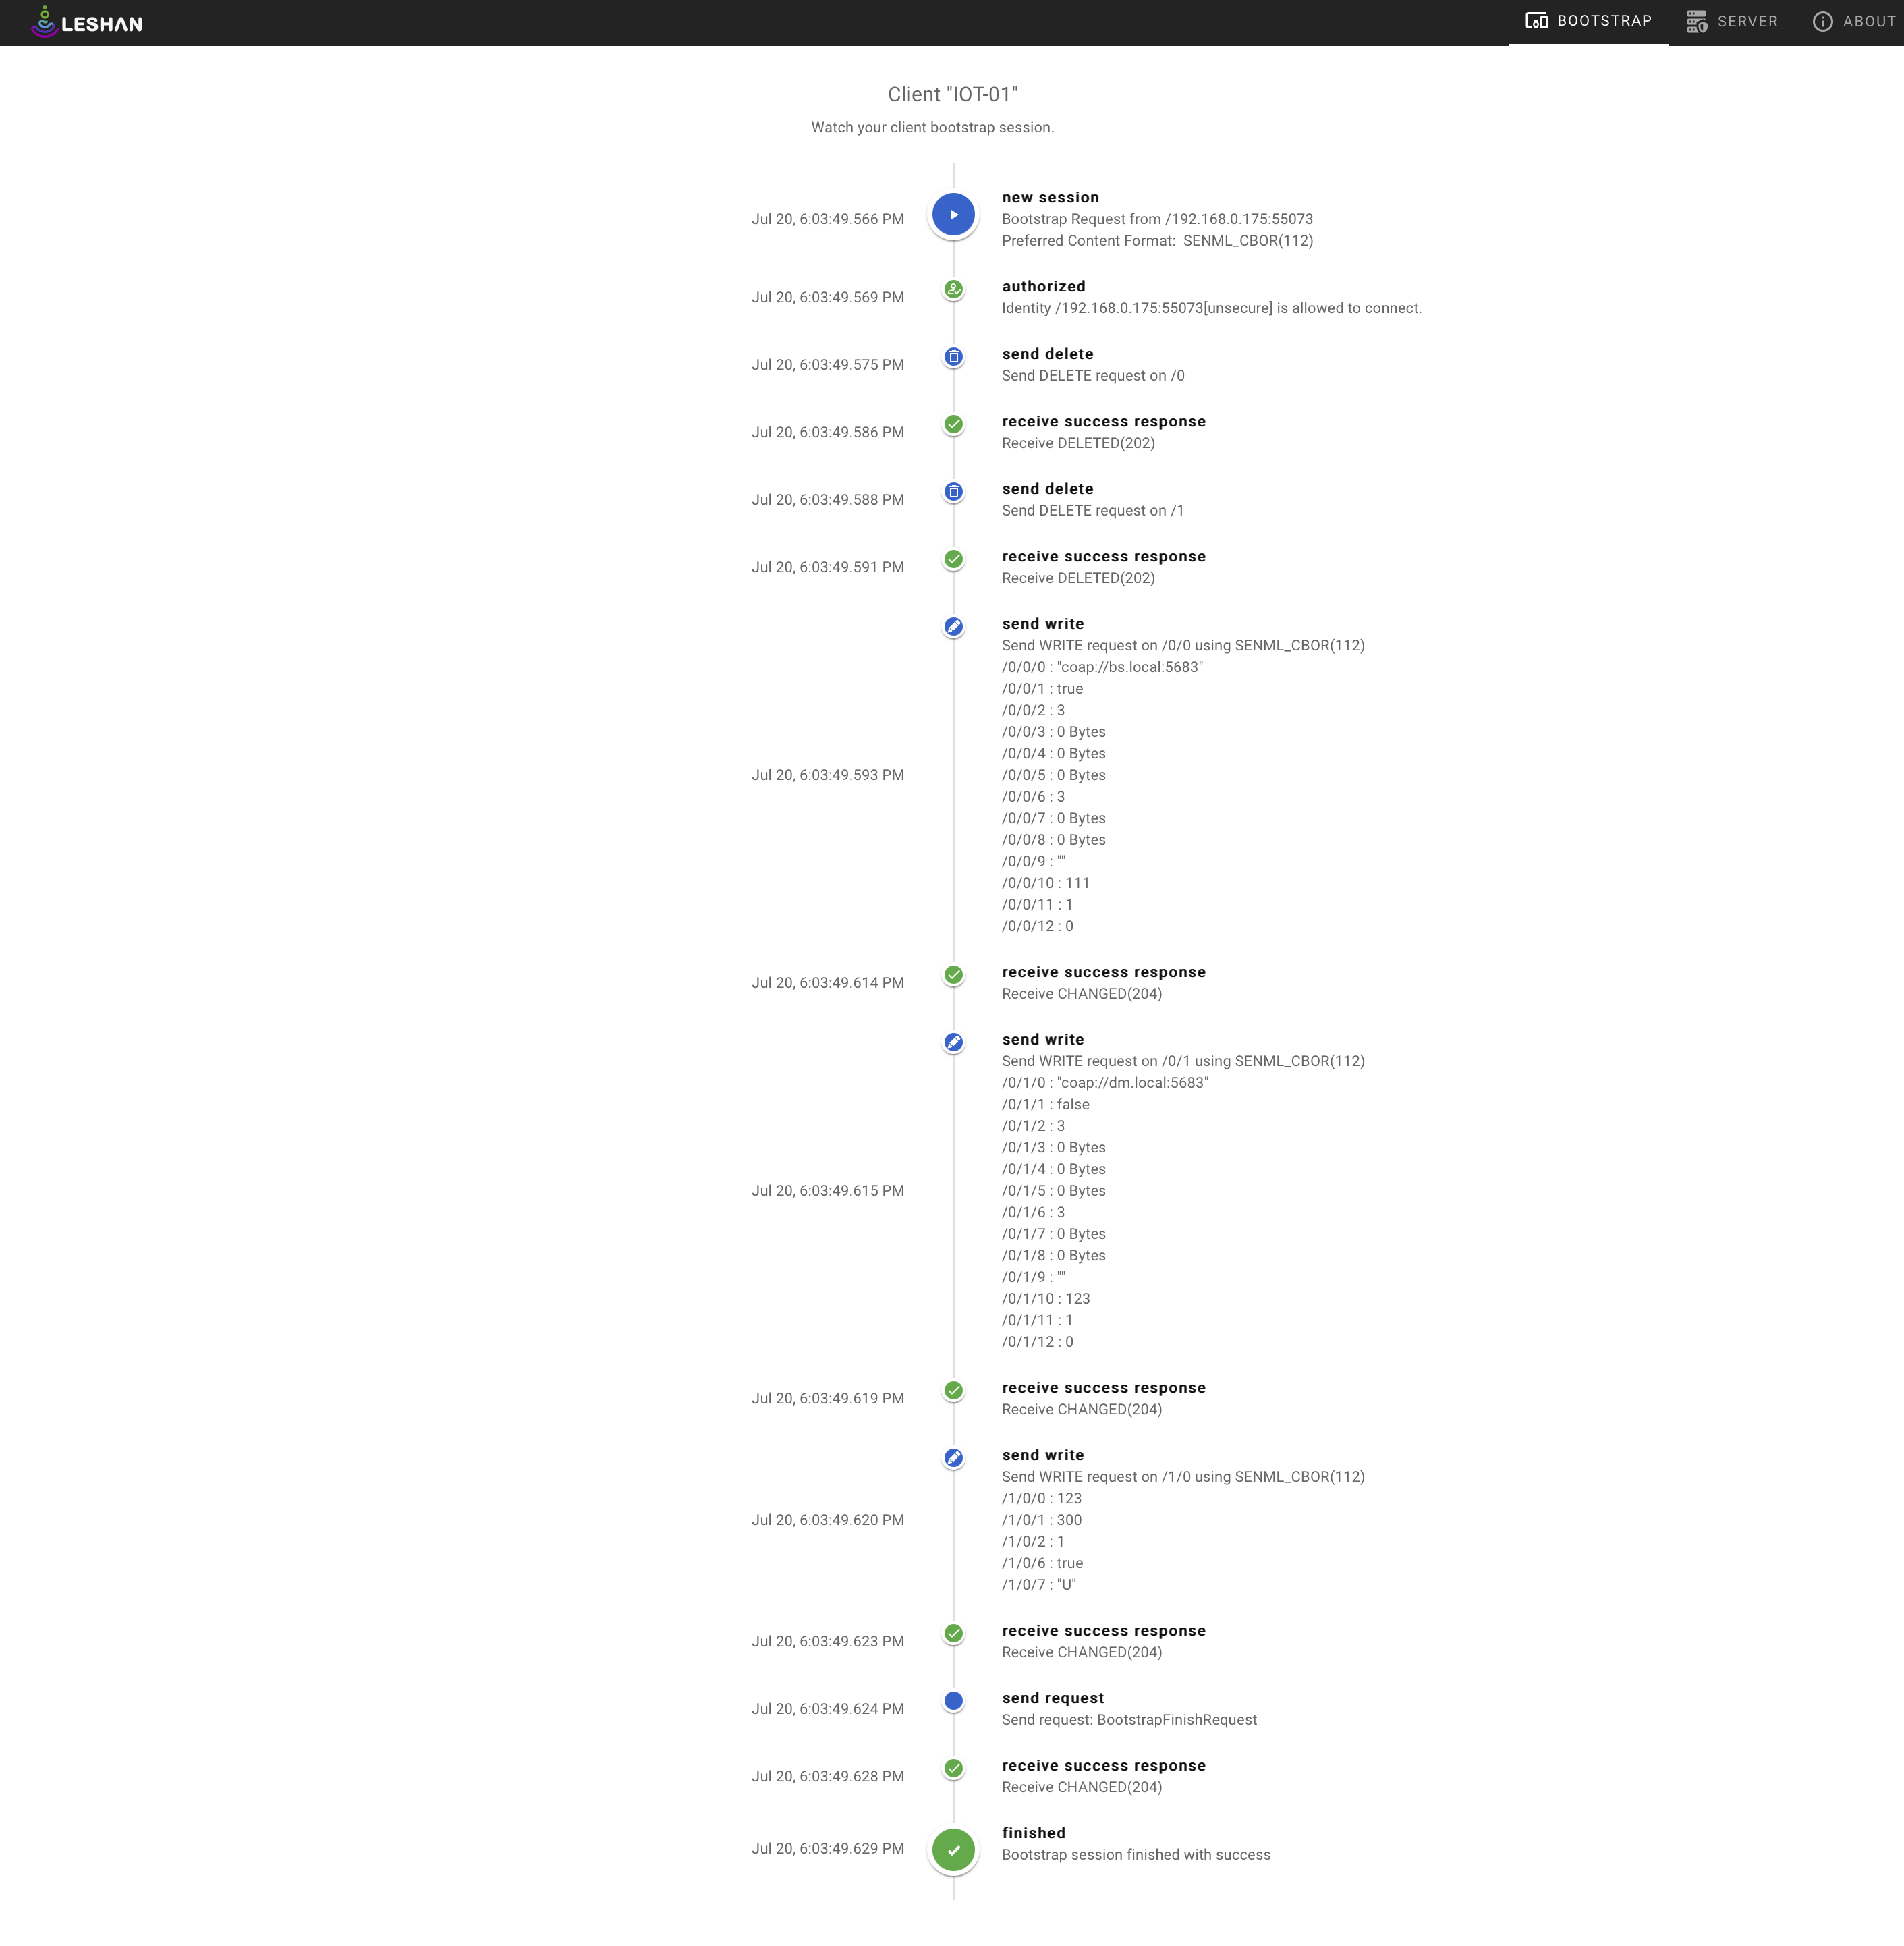 LESHAN
BOOTSTRAP
SERVER
ABOUT
Client "IOT-01"
Watch your client bootstrap session.
new session
Jul 20, 6:03:49.566 PM
Bootstrap Request from /192.168.0.175:55073
Preferred Content Format: SENML_CBOR(112)
authorized
Jul 20, 6:03:49.569 PM
Identity /192.168.0.175:55073[unsecure] is allowed to connect.
send delete
Jul 20, 6:03:49.575 PM
Send DELETE request on /0
receive success response
Jul 20, 6:03:49.586 PM
Receive DELETED(202)
send delete
Jul 20, 6:03:49.588 PM
Send DELETE request on /1
receive success response
Jul 20, 6:03:49.591 PM
Receive DELETED(202)
send write
Send WRITE request on /0/0 using SENML_CBOR(112)
/0/0/0 : "coap://bs.local:5683"
/0/0/1 : true
/0/0/2 : 3
/0/0/3 : 0 Bytes
/0/0/4 : 0 Bytes
Jul 20, 6:03:49.593 PM
/0/0/5 : 0 Bytes
/0/0/6 : 3
/0/0/7 : 0 Bytes
/0/0/8 : 0 Bytes
/0/0/9 : ""
/0/0/10 : 111
/0/0/11 : 1
/0/0/12 : 0
receive success response
Jul 20, 6:03:49.614 PM
Receive CHANGED(204)
send write
Send WRITE request on /0/1 using SENML_CBOR(112)
/0/1/0 : "coap://dm.local:5683"
/0/1/1 : false
/0/1/2 : 3
/0/1/3 : 0 Bytes
/0/1/4 : 0 Bytes
Jul 20, 6:03:49.615 PM
/0/1/5 : 0 Bytes
/0/1/6 : 3
/0/1/7 : 0 Bytes
/0/1/8 : 0 Bytes
/0/1/9 : ""
/0/1/10 : 123
/0/1/11 : 1
/0/1/12 : 0
receive success response
Jul 20, 6:03:49.619 PM
Receive CHANGED(204)
send write
Send WRITE request on /1/0 using SENML_CBOR(112)
/1/0/0 : 123
Jul 20, 6:03:49.620 PM
/1/0/1 : 300
/1/0/2 : 1
/1/0/6 : true
/1/0/7 : "U"
receive success response
Jul 20, 6:03:49.623 PM
Receive CHANGED(204)
send request
Jul 20, 6:03:49.624 PM
Send request: BootstrapFinishRequest
receive success response
Jul 20, 6:03:49.628 PM
Receive CHANGED(204)
finished
Jul 20, 6:03:49.629 PM
Bootstrap session finished with success